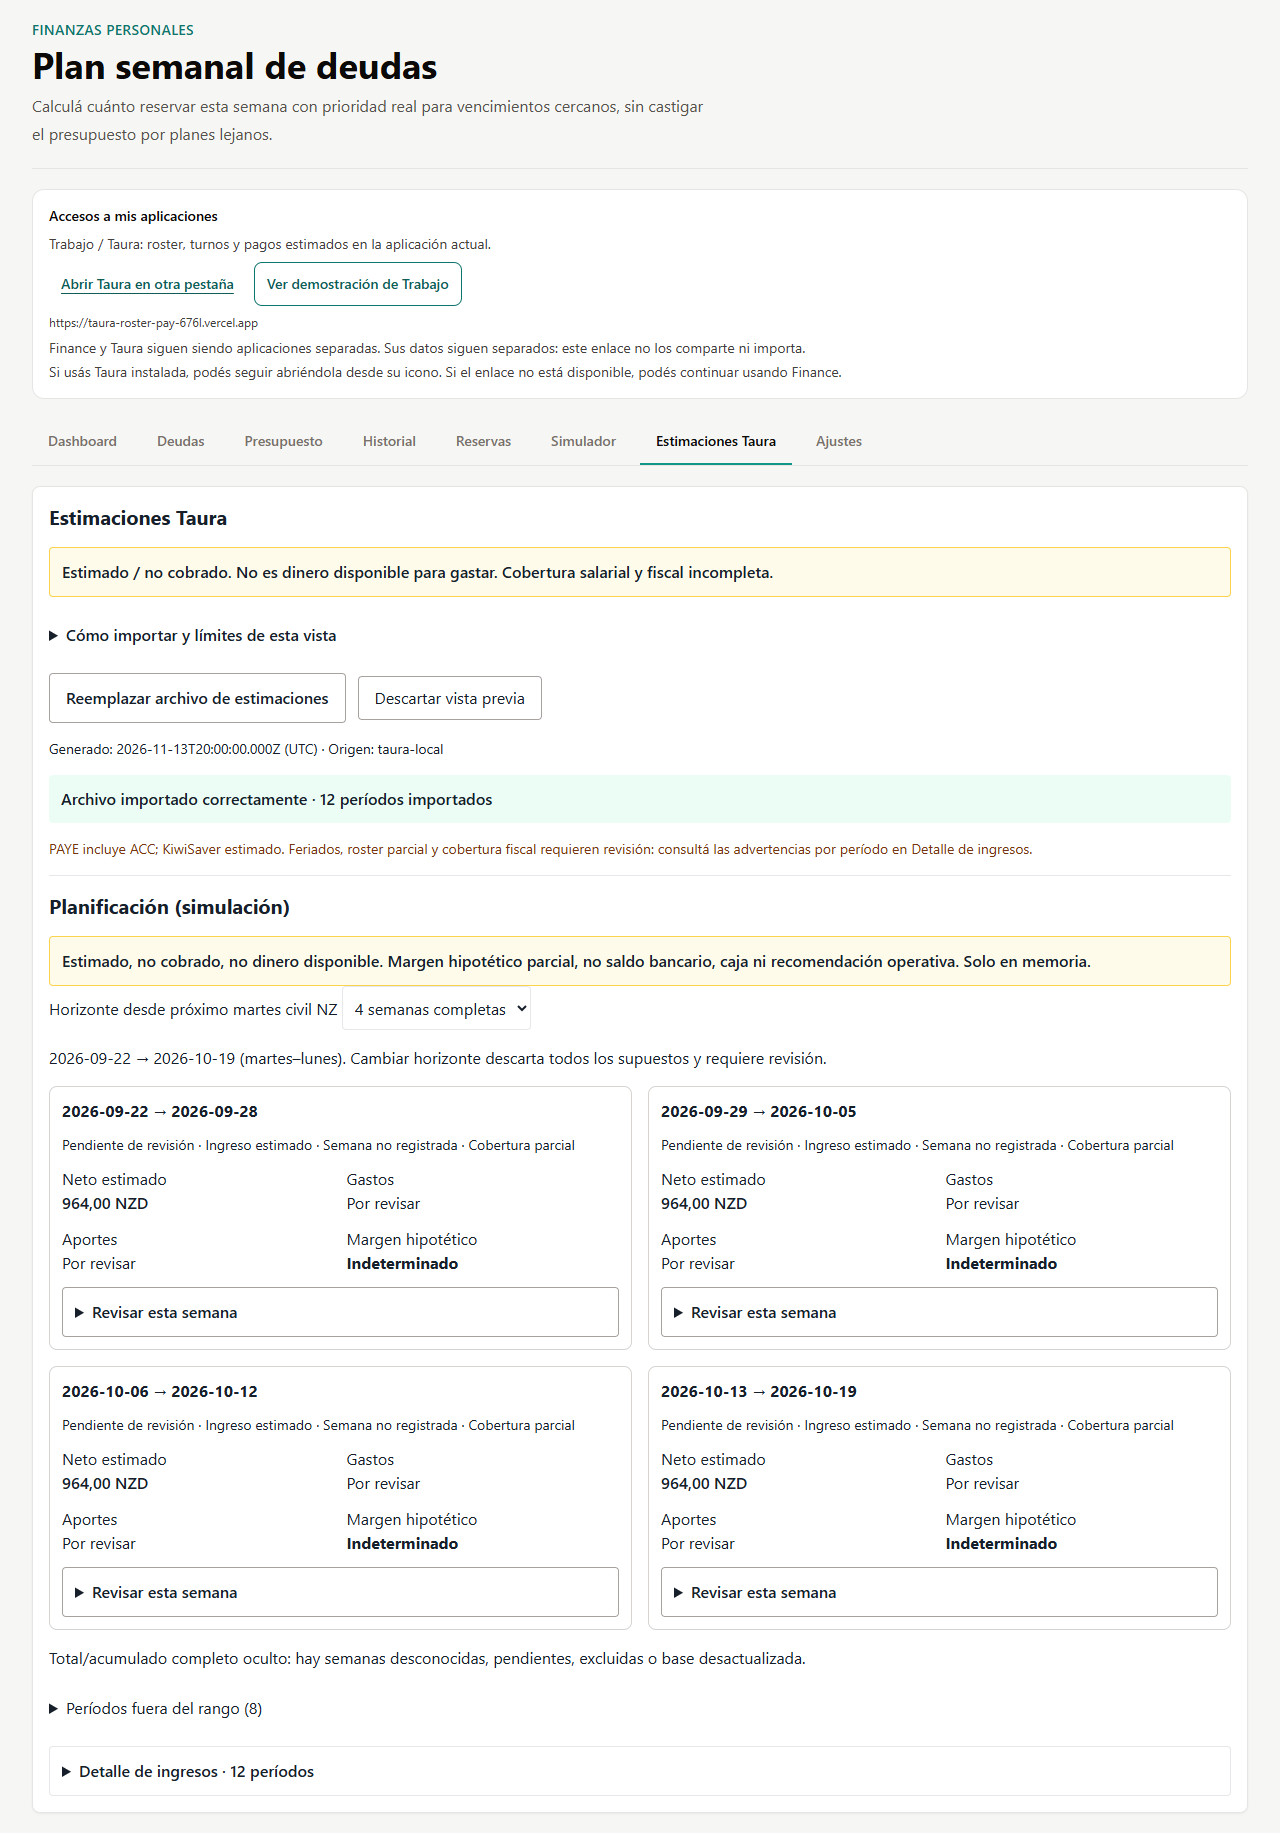 FINANZAS PERSONALES
Plan semanal de deudas
Calculá cuánto reservar esta semana con prioridad real para vencimientos cercanos, sin castigar
el presupuesto por planes lejanos.
Accesos a mis aplicaciones
Trabajo / Taura: roster, turnos y pagos estimados en la aplicación actual.
Abrir Taura en otra pestaña
Ver demostración de Trabajo
https://taura-roster-pay-676l.vercel.app
Finance y Taura siguen siendo aplicaciones separadas. Sus datos siguen separados: este enlace no los comparte ni importa.
Si usás Taura instalada, podés seguir abriéndola desde su icono. Si el enlace no está disponible, podés continuar usando Finance.
Dashboard Deudas Presupuesto Historial Reservas Simulador Estimaciones Taura Ajustes
Estimaciones Taura
Estimado / no cobrado. No es dinero disponible para gastar. Cobertura salarial y fiscal incompleta.
▶ Cómo importar y límites de esta vista
Reemplazar archivo de estimaciones
Descartar vista previa
Generado: 2026-11-13T20:00:00.000Z (UTC) · Origen: taura-local
Archivo importado correctamente · 12 períodos importados
PAYE incluye ACC; KiwiSaver estimado. Feriados, roster parcial y cobertura fiscal requieren revisión: consultá las advertencias por período en Detalle de ingresos.
Planificación (simulación)
Estimado, no cobrado, no dinero disponible. Margen hipotético parcial, no saldo bancario, caja ni recomendación operativa. Solo en memoria.
Horizonte desde próximo martes civil NZ 4 semanas completas
2026-09-22 → 2026-10-19 (martes–lunes). Cambiar horizonte descarta todos los supuestos y requiere revisión.
2026-09-22 → 2026-09-28
Pendiente de revisión · Ingreso estimado · Semana no registrada · Cobertura parcial
Neto estimado
964,00 NZD
Gastos
Por revisar
Aportes
Por revisar
Margen hipotético
Indeterminado
▶ Revisar esta semana
2026-09-29 → 2026-10-05
Pendiente de revisión · Ingreso estimado · Semana no registrada · Cobertura parcial
Neto estimado
964,00 NZD
Gastos
Por revisar
Aportes
Por revisar
Margen hipotético
Indeterminado
▶ Revisar esta semana
2026-10-06 → 2026-10-12
Pendiente de revisión · Ingreso estimado · Semana no registrada · Cobertura parcial
Neto estimado
964,00 NZD
Gastos
Por revisar
Aportes
Por revisar
Margen hipotético
Indeterminado
▶ Revisar esta semana
2026-10-13 → 2026-10-19
Pendiente de revisión · Ingreso estimado · Semana no registrada · Cobertura parcial
Neto estimado
964,00 NZD
Gastos
Por revisar
Aportes
Por revisar
Margen hipotético
Indeterminado
▶ Revisar esta semana
Total/acumulado completo oculto: hay semanas desconocidas, pendientes, excluidas o base desactualizada.
▶ Períodos fuera del rango (8)
▶ Detalle de ingresos · 12 períodos